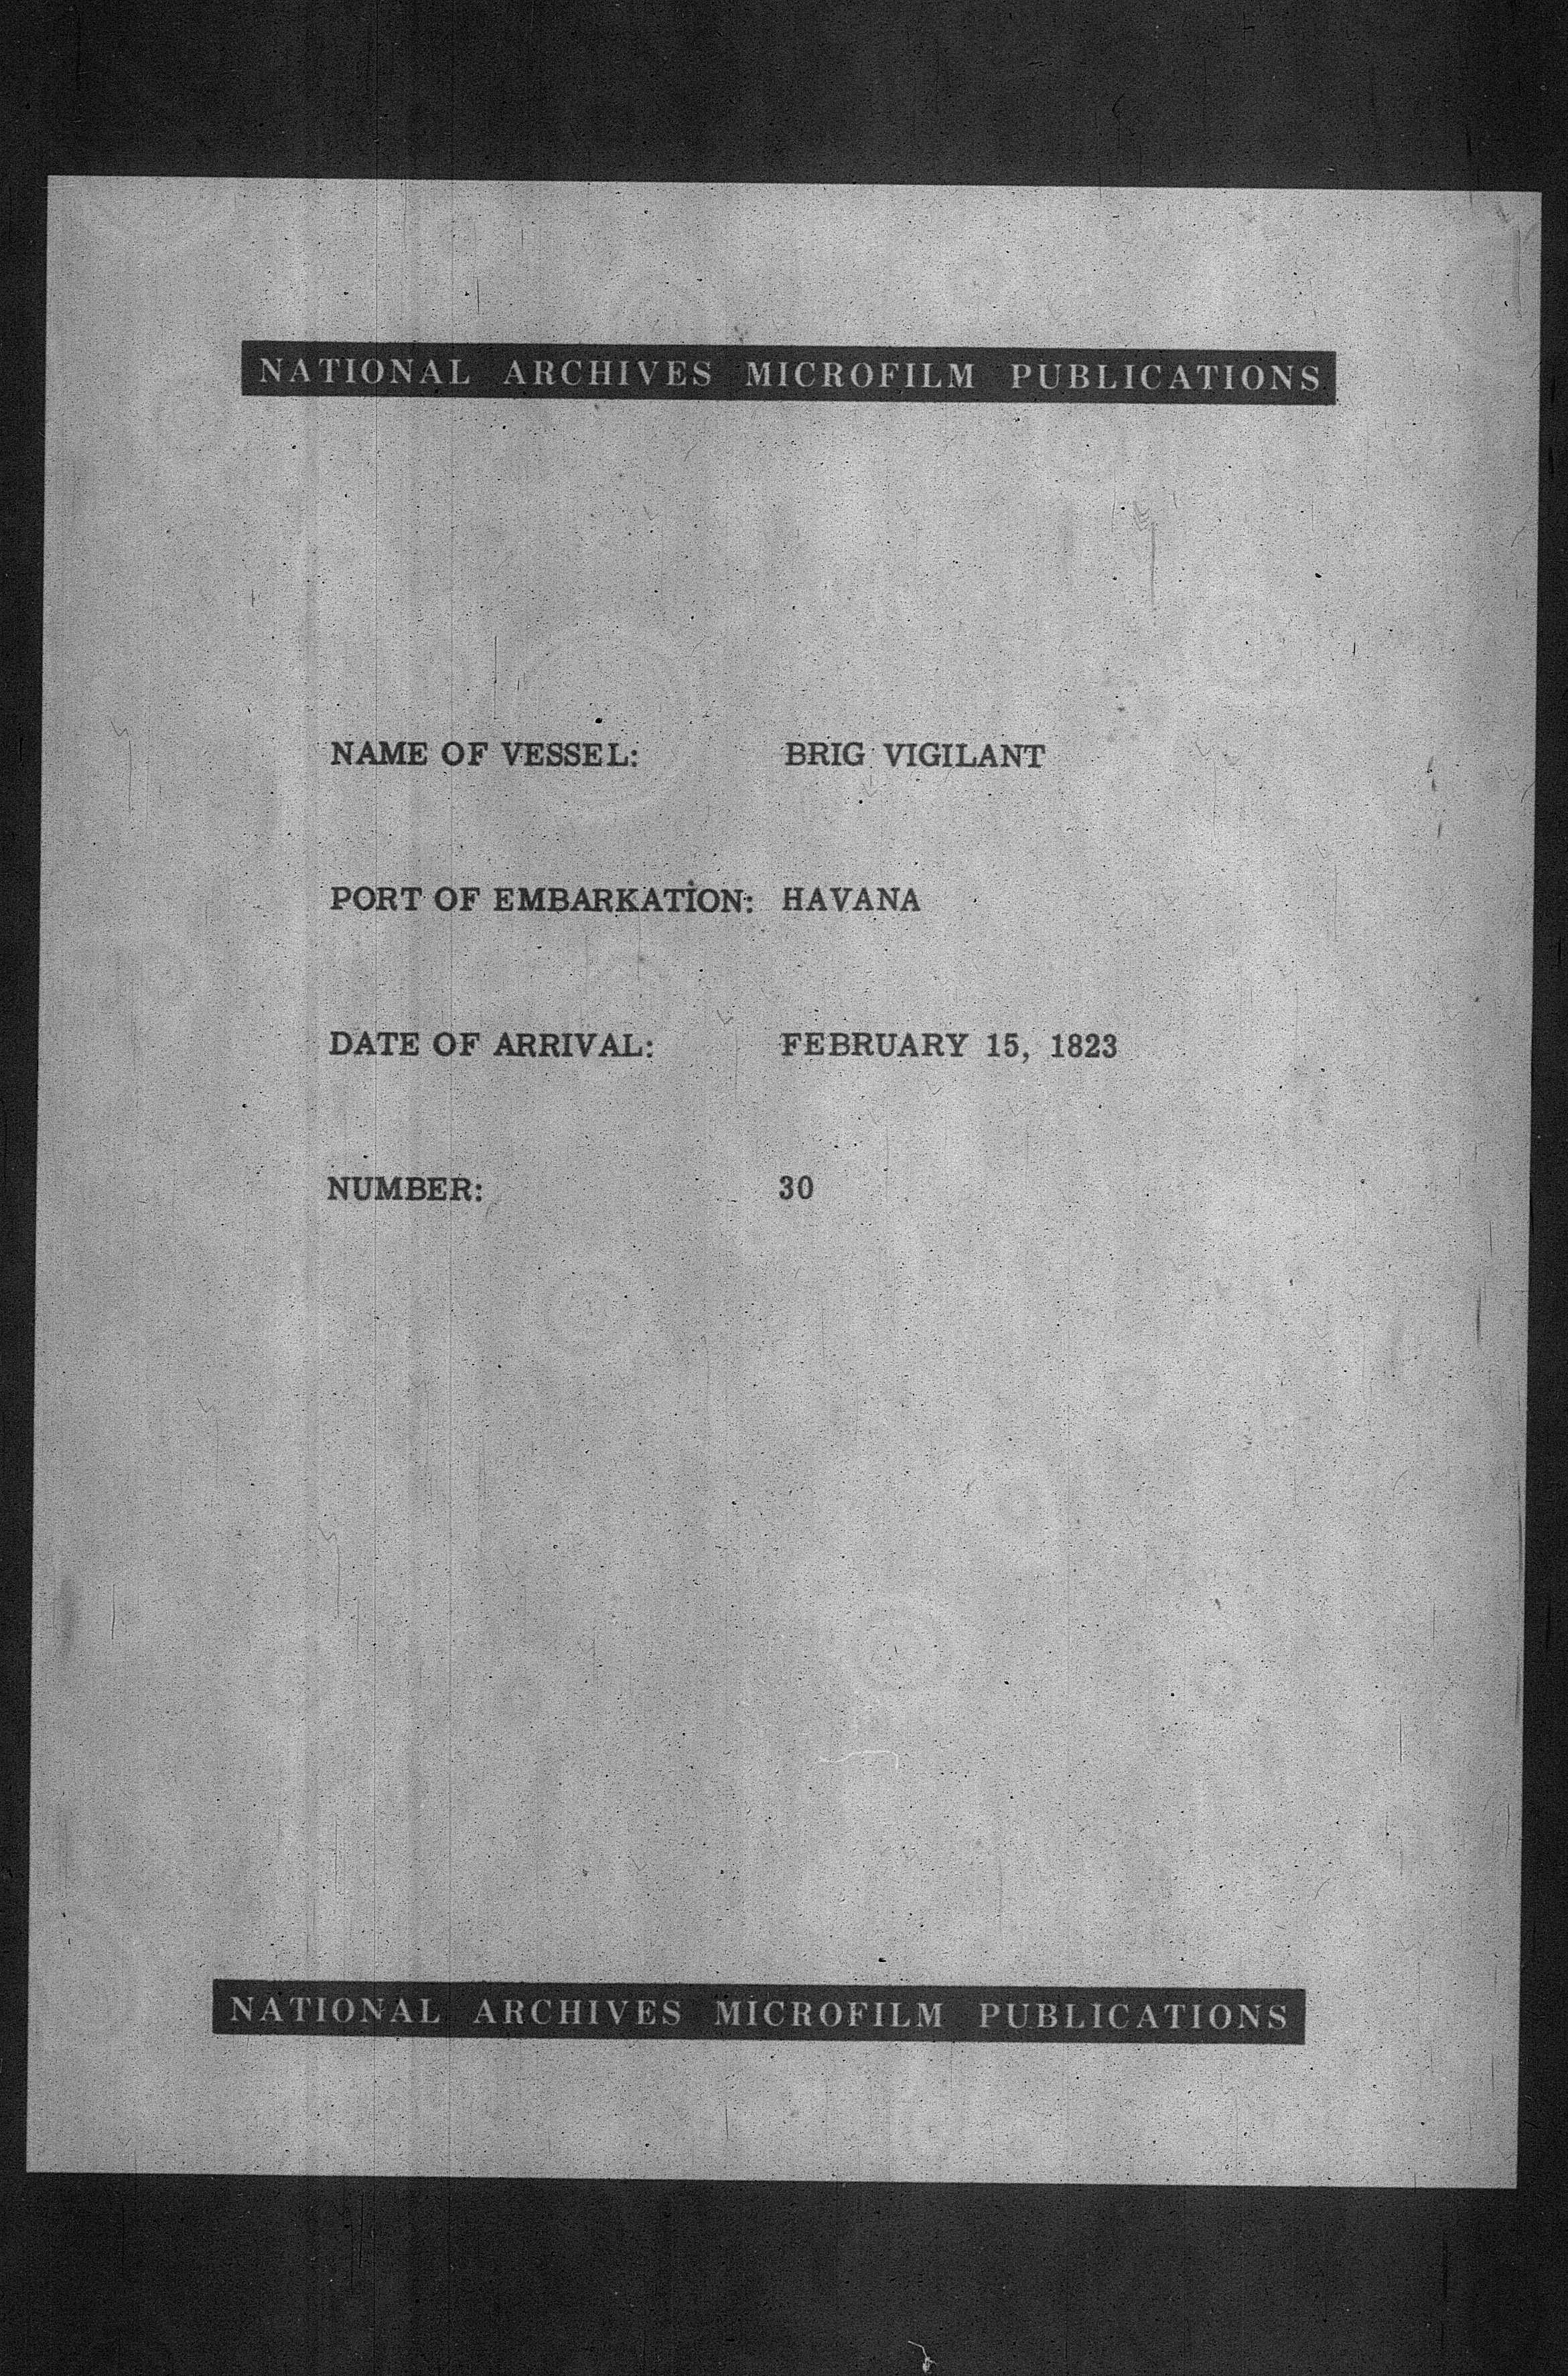 NATIONAL ARCHIVES MICROFILM PUBLICATIONS
NAME OF VESSEL: BRIG VIGILANT
PORT OF EMBARKATION: HAVANA
DATE OF ARRIVAL: FEBRUARY 15, 1823
NUMBER: 30
NATIONAL ARCHIVES MICROFILM PUBLICATIONS